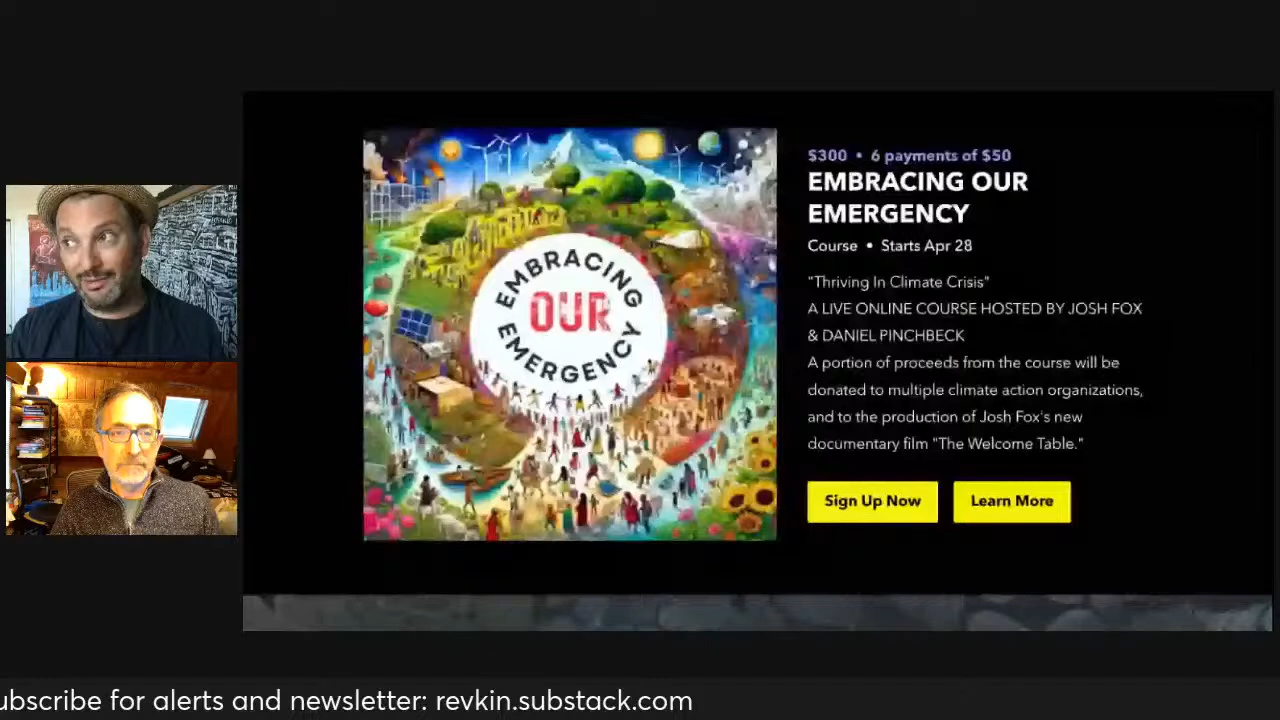 $300 • 6 payments of $50
EMBRACING OUR
EMERGENCY
Course • Starts Apr 28
"Thriving In Climate Crisis"
A LIVE ONLINE COURSE HOSTED BY JOSH FOX
& DANIEL PINCHBECK
A portion of proceeds from the course will be
donated to multiple climate action organizations,
and to the production of Josh Fox's new
documentary film "The Welcome Table."
Sign Up Now Learn More
EMBRACING
OUR
EMERGENCY
ubscribe for alerts and newsletter: revkin.substack.com